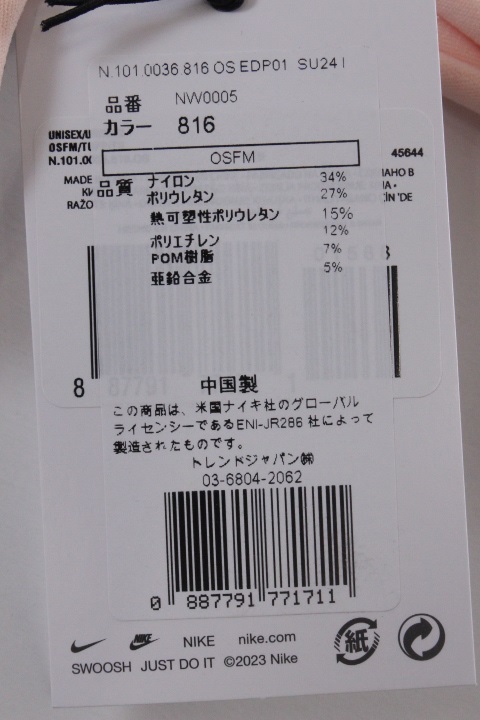 N.101.0036.816 OS EDP01 SU24 I
品番 NW0005
カラー 816
UNISEX/U
OSFM/TU
N.101.00
OSFM
45644
MADE
品質 ナイロン 34%
ポリウレタン 27%
熱可塑性ポリウレタン 15%
ポリエチレン 12%
POM樹脂 7%
亜鉛合金 5%
8 87791 1
中国製
この商品は、米国ナイキ社のグローバル
ライセンシーであるENI-JR286 社によって
製造されたものです。
トレンドジャパン㈱
03-6804-2062
0 887791 771711
NIKE NIKE nike.com
紙
SWOOSH JUST DO IT ©2023 Nike